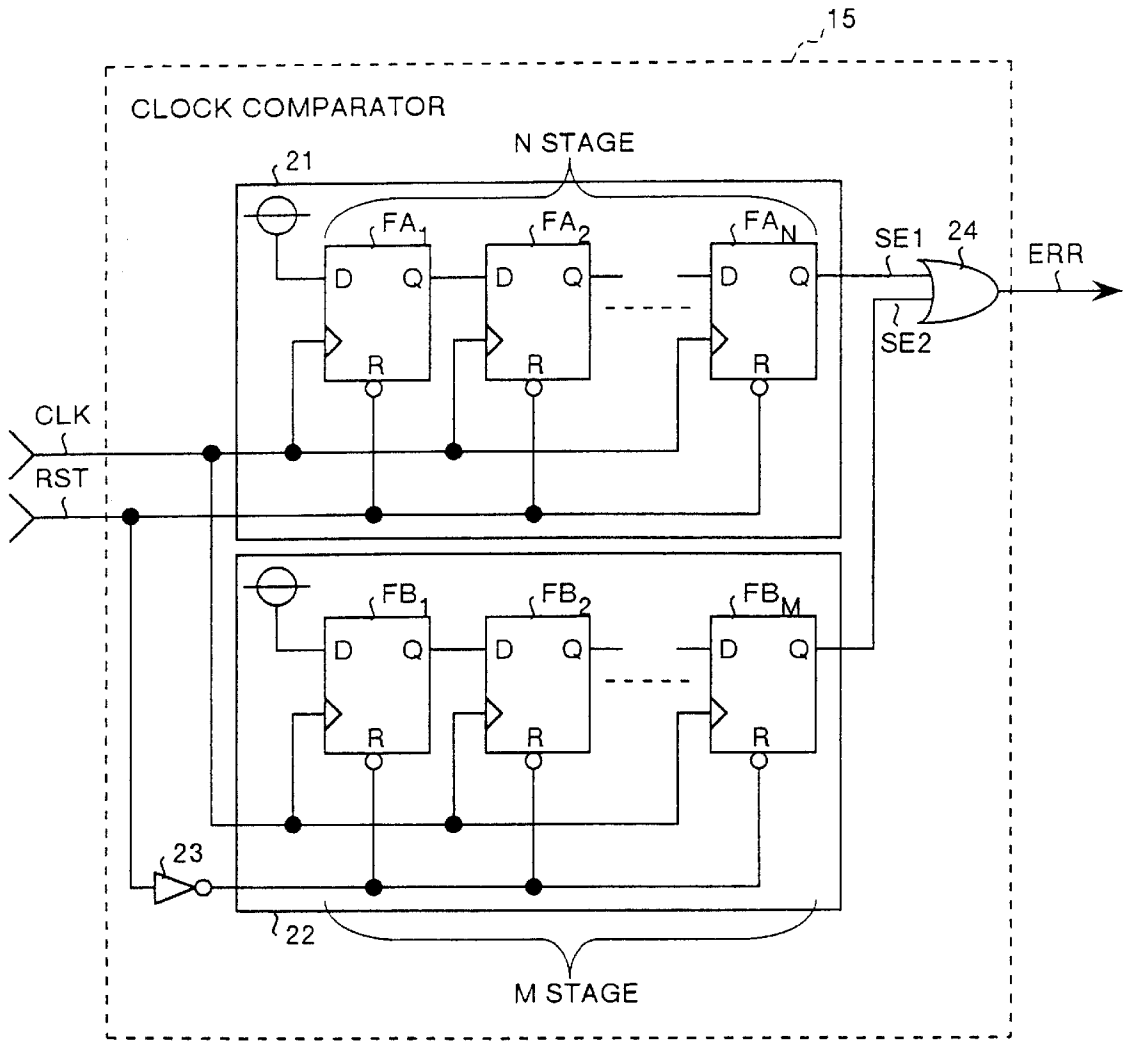 15
CLOCK COMPARATOR
N STAGE
21
FA1 FA2 FAN
D Q D Q D Q
R R R
SE1 24 ERR
SE2
CLK
RST
FB1 FB2 FBM
D Q D Q D Q
R R R
23
22
M STAGE